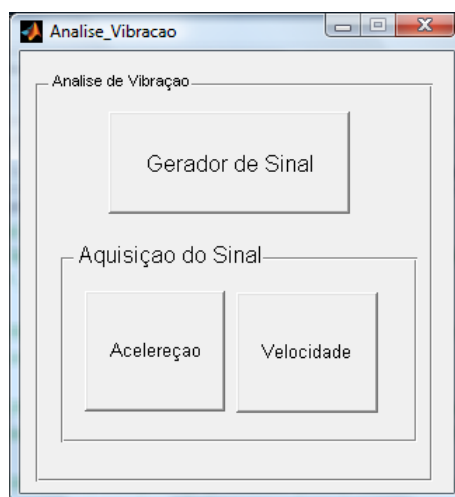 Analise_Vibracao
Analise de Vibraçao
Gerador de Sinal
Aquisiçao do Sinal
Acelereçao
Velocidade